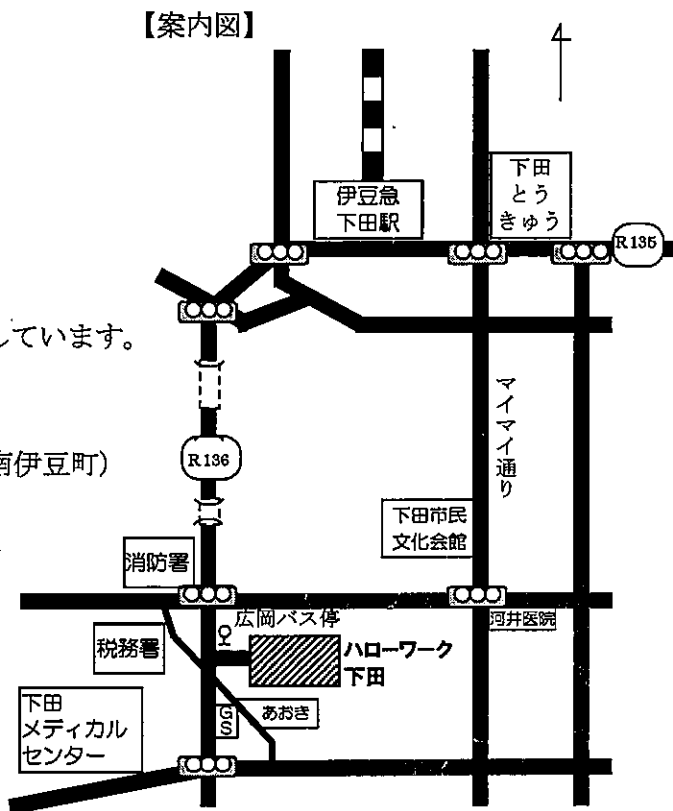 【案内図】
伊豆急
下田駅
下田
とう
きゅう
R135
しています。
マイマイ通り
南伊豆町）
R136
下田市民
文化会館
消防署
広岡バス停
河井医院
税務署
ハローワーク
下田
下田
メディカル
センター
GS
あおき